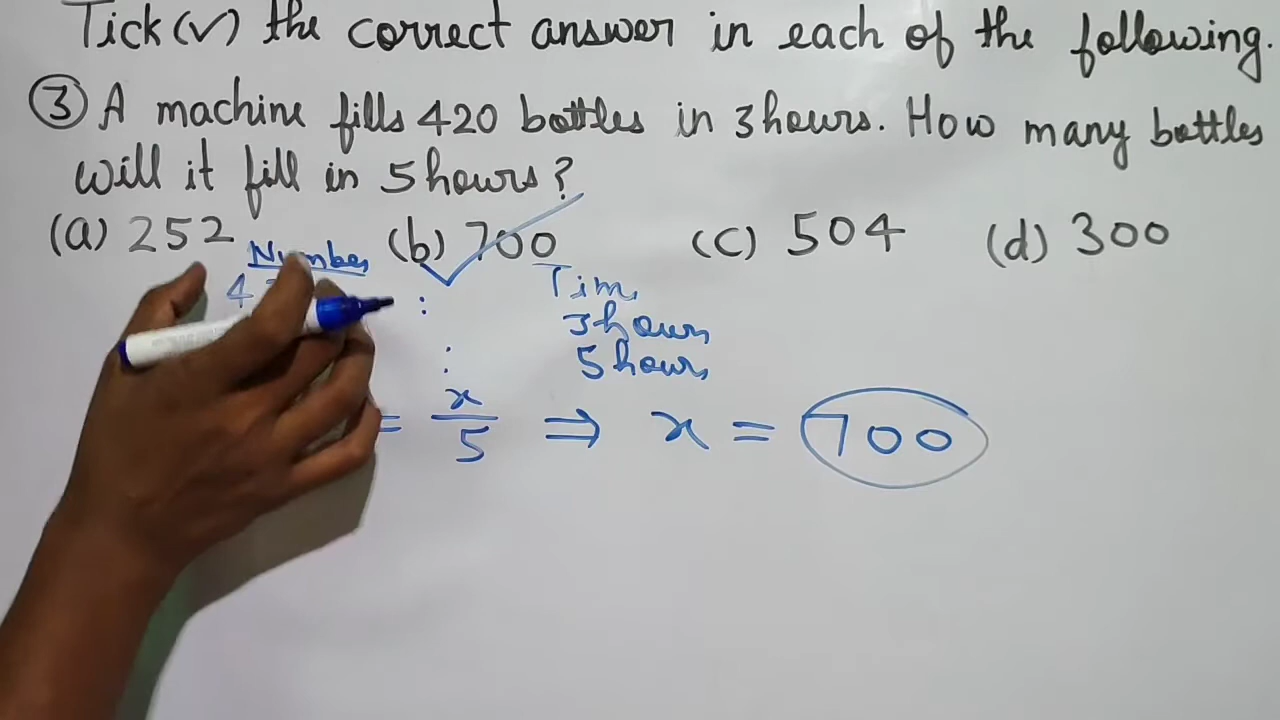 Tick (✓) the correct answer in each of the following.
③ A machine fills 420 bottles in 3 hours. How many bottles
will it fill in 5 hours?
(a) 252 (b) 700 (c) 504 (d) 300
Number Time
4 : 3 hours
: 5 hours
= x/5 ⇒ x = 700